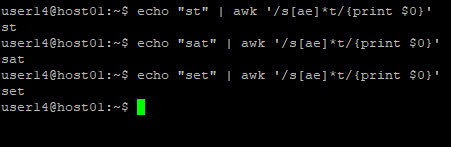 user14@host01:~$ echo "st" | awk '/s[ae]*t/{print $0}'
st
user14@host01:~$ echo "sat" | awk '/s[ae]*t/{print $0}'
sat
user14@host01:~$ echo "set" | awk '/s[ae]*t/{print $0}'
set
user14@host01:~$